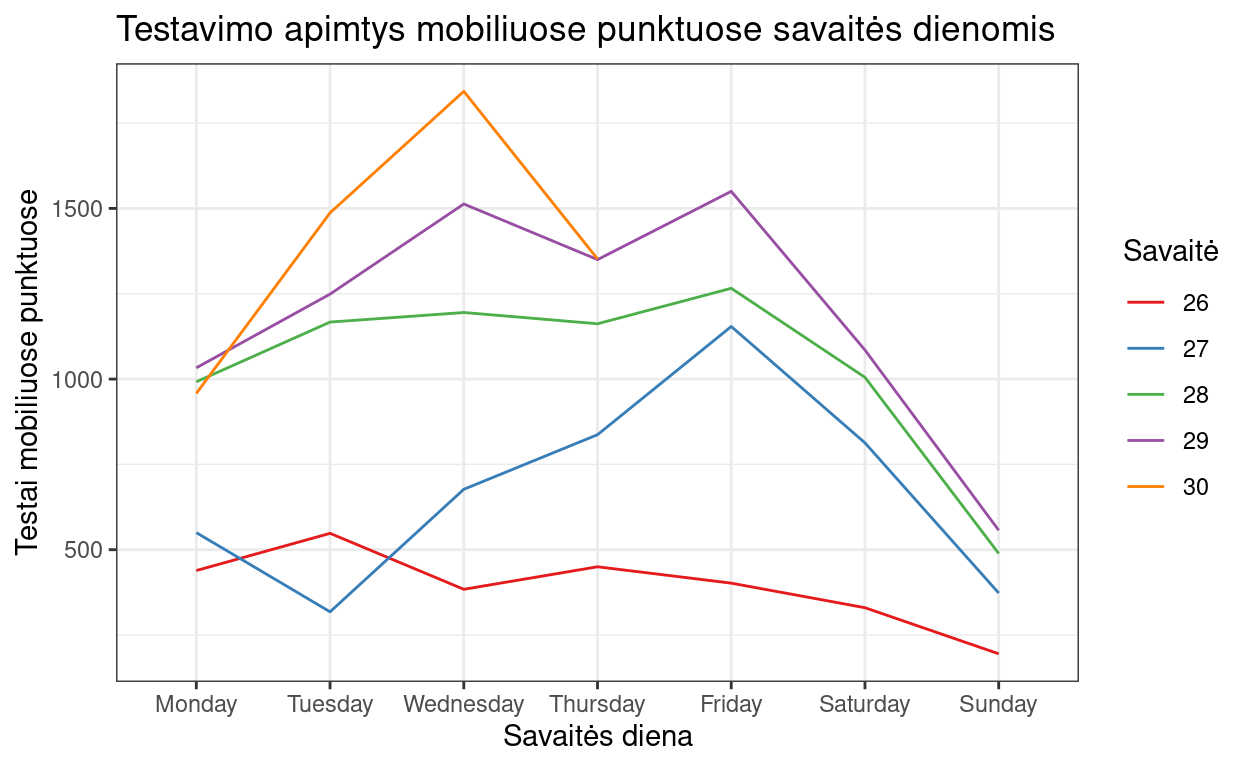 Testavimo apimtys mobiliuose punktuose savaitės dienomis
Testai mobiliuose punktuose
1500
1000
500
Monday Tuesday Wednesday Thursday Friday Saturday Sunday
Savaitės diena
Savaitė
26
27
28
29
30